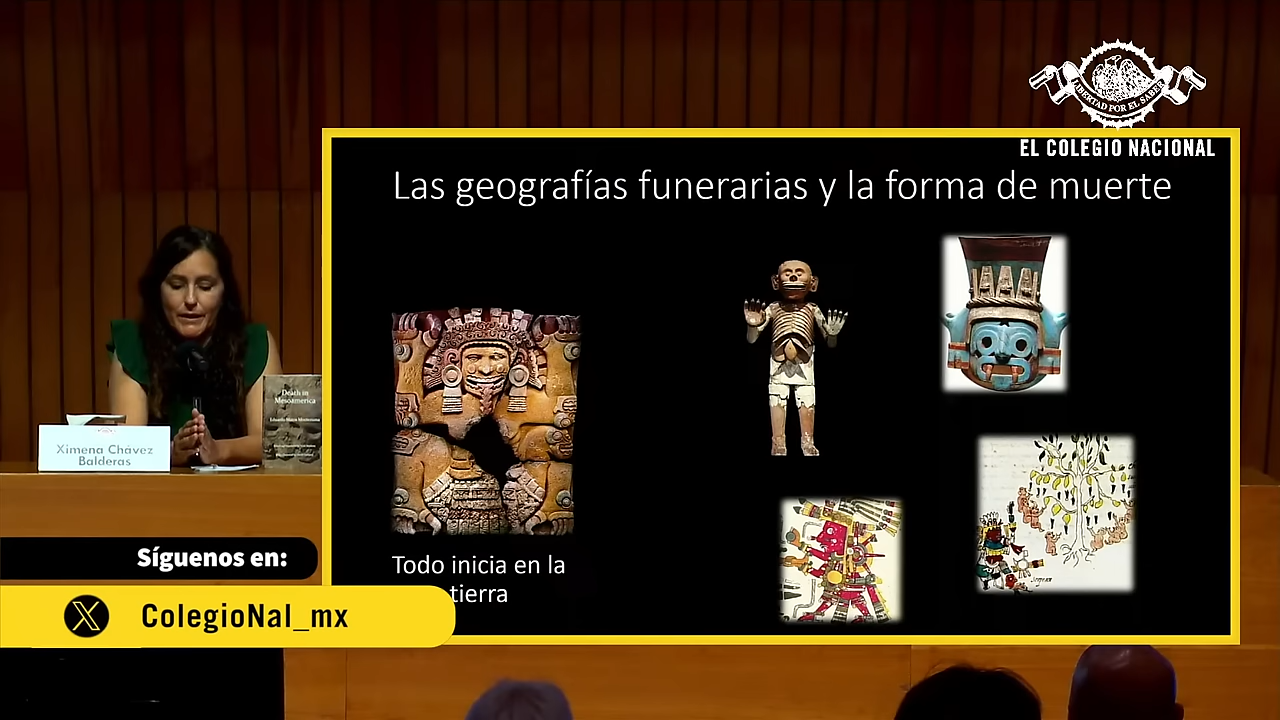 LIBERTAD POR EL SABER
EL COLEGIO NACIONAL
Las geografías funerarias y la forma de muerte
Todo inicia en la
tierra
Death in
Mesoamerica
Ximena Chávez
Balderas
Síguenos en:
X
ColegioNal_mx